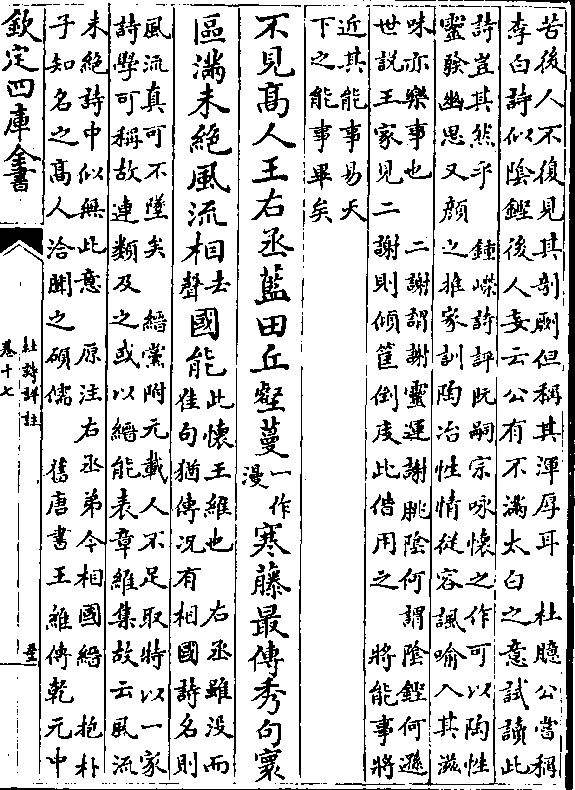 苦後人不復見其剞劂但稱其渾厚耳　杜臆公嘗稱
李白詩似陰鏗後人妄云公有不滿太白之意試讀此
詩豈其然乎　鍾嶸詩評阮嗣宗咏懷之作可以陶性
靈發幽思又顔之推家訓陶冶性情從容諷喻入其滋
味亦樂事也　二謝謂謝靈運謝朓陰何謂陰鏗何遜
世説王家見二謝則傾筐倒庋此借用之　將能事將
近其能事易天
下之能事畢矣
不見髙人王右丞藍田丘壑蔓一作漫寒藤最傳秀句寰
區滿未絶風流相去聲國能此懷王維也　右丞雖没而
佳句猶傳况有相國詩名則
風流真可不墜矣　縉黨附元載人不足取特以一家
詩學可稱故連類及之或以縉能表章維集故云風流
未絶詩中似無此意　原注右丞弟今相國縉　抱朴
子知名之髙人洽聞之碩儒　舊唐書王維傳乾元中
欽定四庫全書
杜詩詳註
卷十七